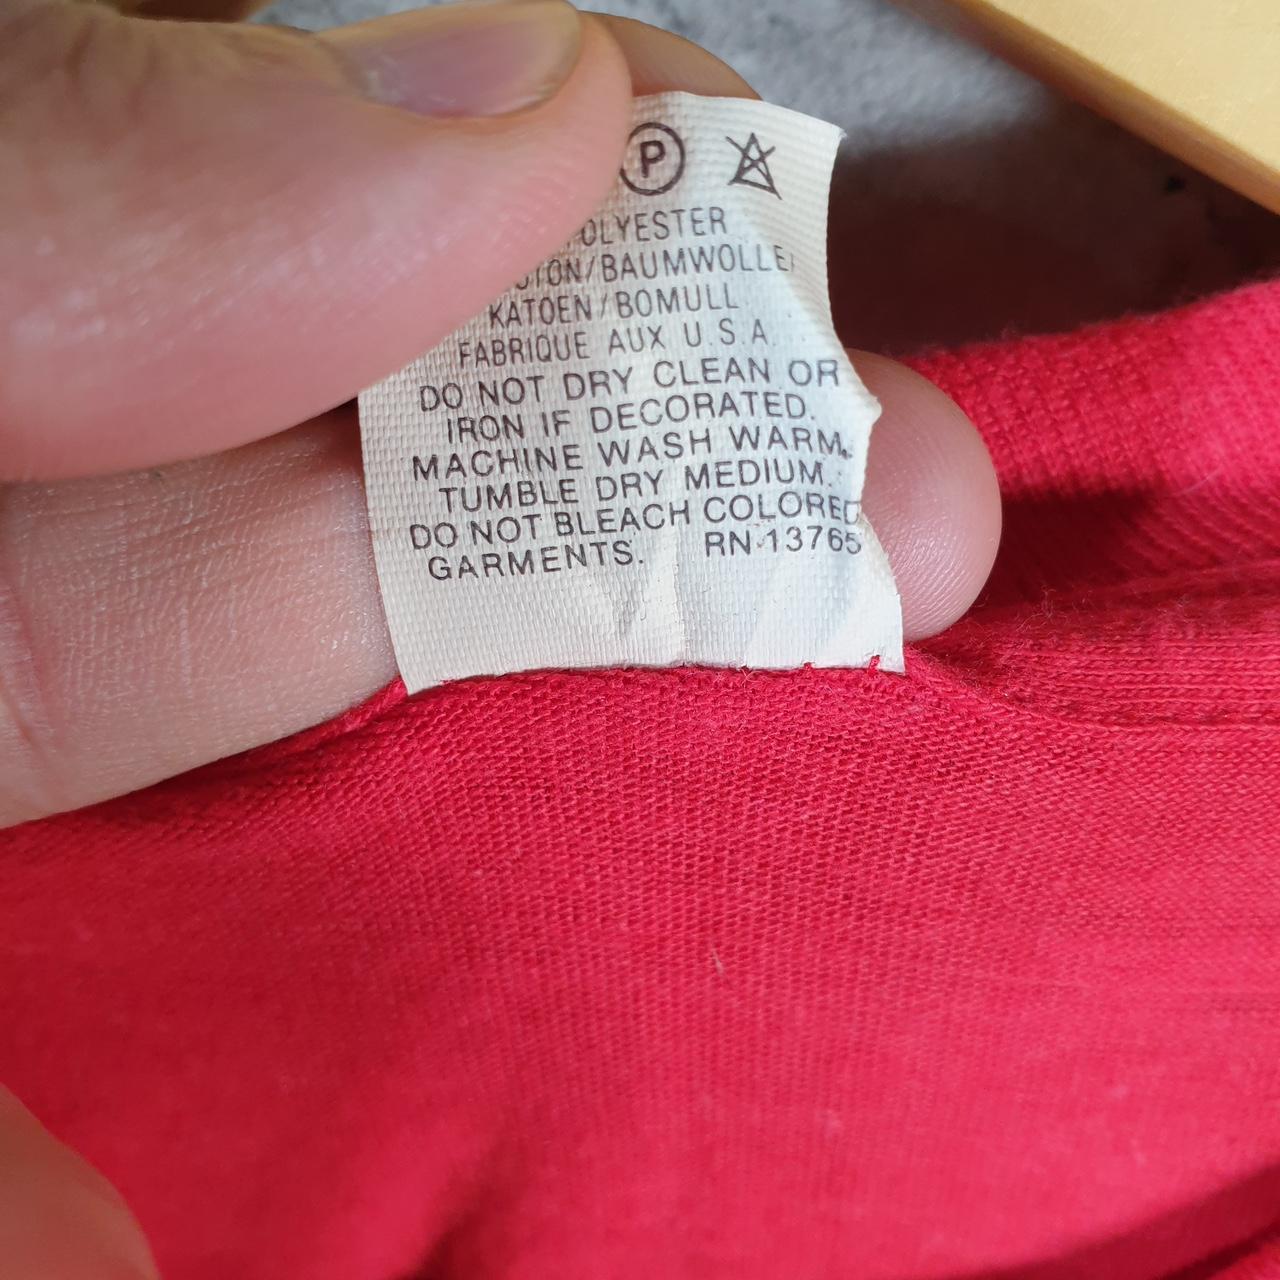 P
OLYESTER
BAUMWOLLE
KATOEN/BOMULL
FABRIQUE AUX U.S.A.
DO NOT DRY CLEAN OR
IRON IF DECORATED.
MACHINE WASH WARM.
TUMBLE DRY MEDIUM.
DO NOT BLEACH COLORED
GARMENTS. RN 13765